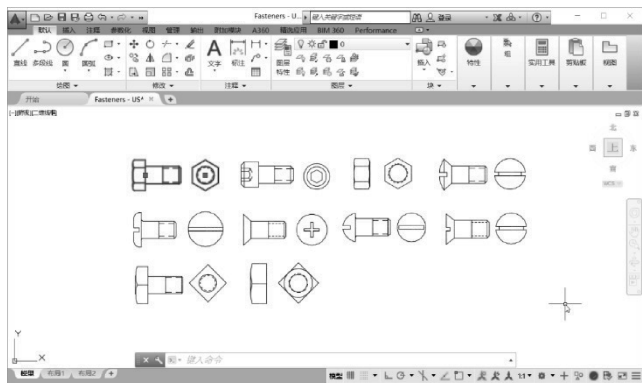 Fasteners - U... 键入关键字或短语 登录
默认 插入 注释 参数化 视图 管理 输出 附加模块 A360 精选应用 BIM 360 Performance
直线 多段线 圆 圆弧 文字 标注 图层特性 插入 特性 组 实用工具 剪贴板 视图
绘图 修改 注释 图层 块
开始 Fasteners - US*
[-][俯视][二维线框]
北
西 上 东
南
WCS
Y
X
键入命令
模型 布局1 布局2 +
模型 1:1